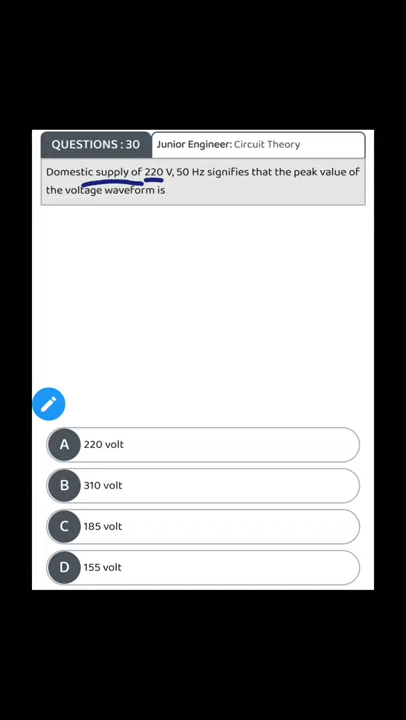 QUESTIONS : 30
Junior Engineer: Circuit Theory
Domestic supply of 220 V, 50 Hz signifies that the peak value of
the voltage waveform is
A 220 volt
B 310 volt
C 185 volt
D 155 volt